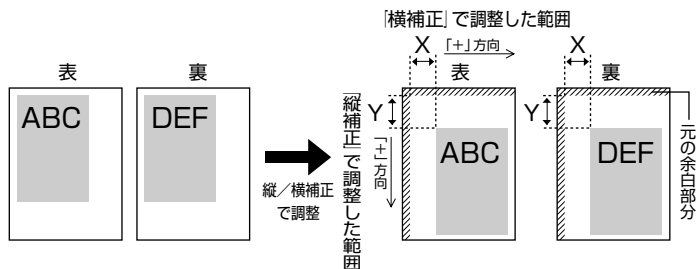 「横補正」で調整した範囲
X
「+」方向
X
表
裏
表
裏
ABC
DEF
縦/横補正
で調整
「縦補正」で調整した範囲
Y
「+」方向
ABC
Y
DEF
元の余白部分